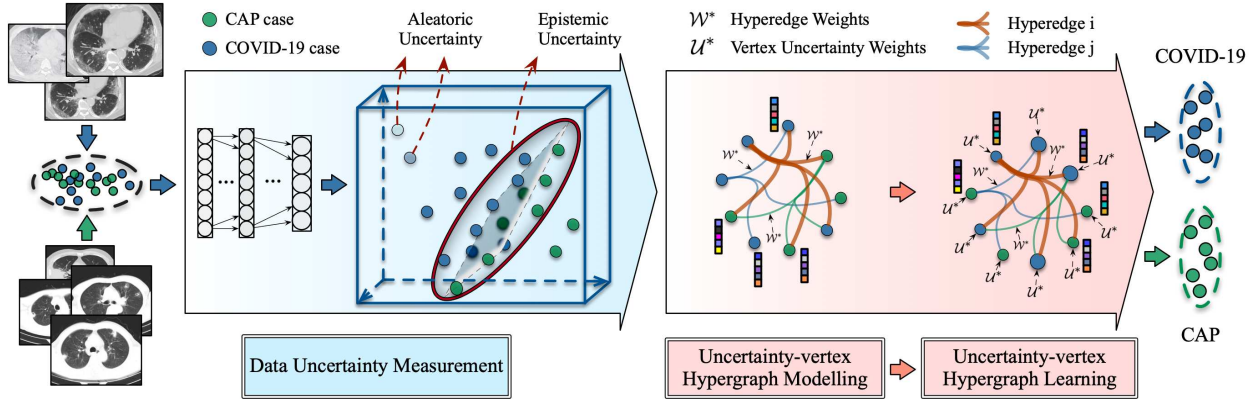 CAP case
COVID-19 case
Aleatoric
Uncertainty
Epistemic
Uncertainty
𝒲* Hyperedge Weights
𝒰* Vertex Uncertainty Weights
Hyperedge i
Hyperedge j
COVID-19
...
...
𝒲*
𝒲*
𝒲*
𝒰*
𝒰*
𝒲*
𝒰*
𝒲*
𝒰*
𝒰*
𝒰*
𝒲*
𝒰*
𝒰*
𝒰*
CAP
Data Uncertainty Measurement
Uncertainty-vertex
Hypergraph Modelling
Uncertainty-vertex
Hypergraph Learning